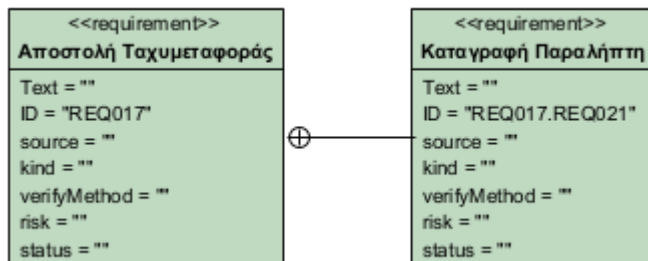 <<requirement>>
Αποστολή Ταχυμεταφοράς
Text = ""
ID = "REQ017"
source = ""
kind = ""
verifyMethod = ""
risk = ""
status = ""
<<requirement>>
Καταγραφή Παραλήπτη
Text = ""
ID = "REQ017.REQ021"
source = ""
kind = ""
verifyMethod = ""
risk = ""
status = ""